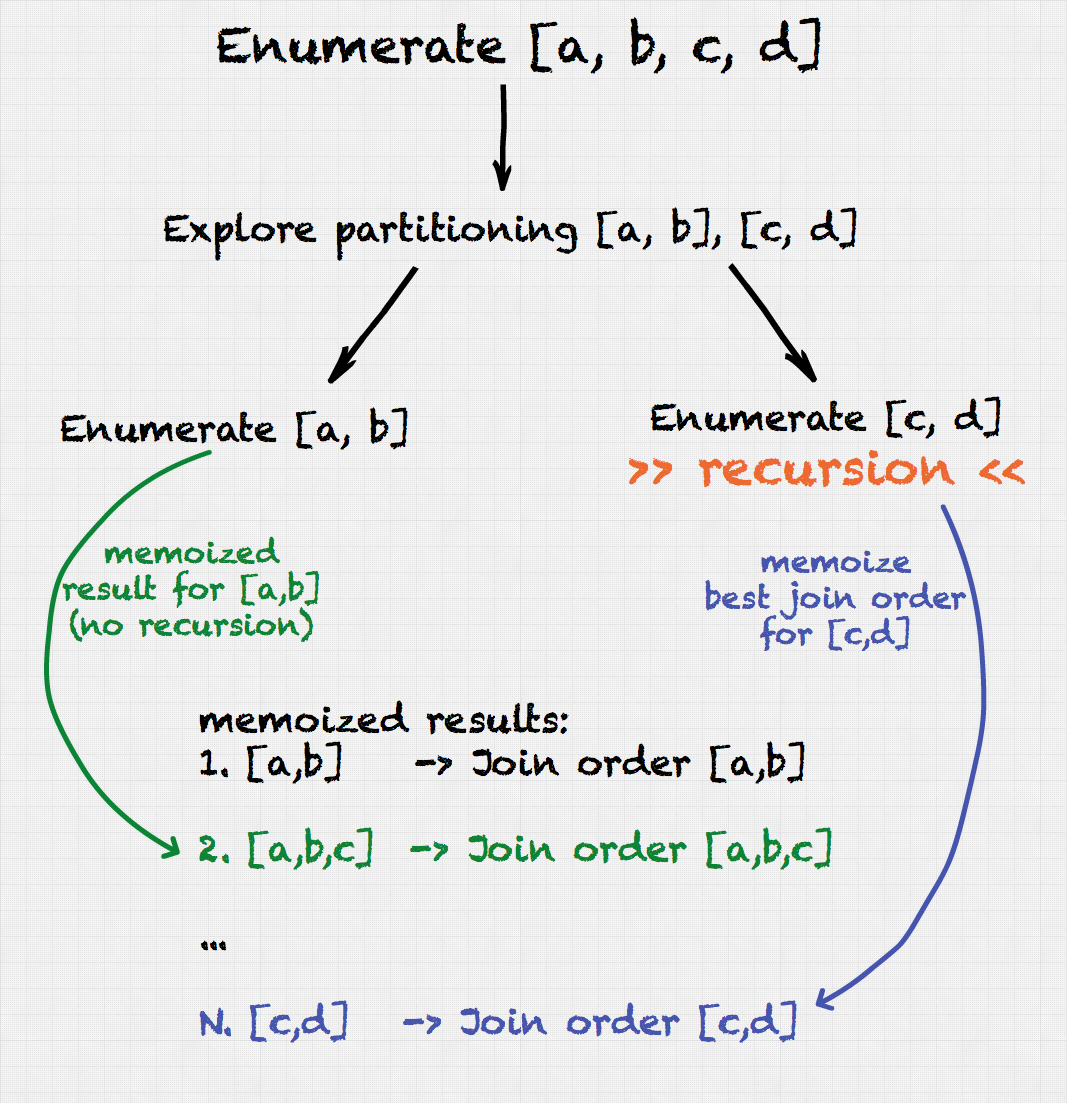 Enumerate [a, b, c, d]
Explore partitioning [a, b], [c, d]
Enumerate [a, b]
Enumerate [c, d]
>> recursion <<
memoized
result for [a,b]
(no recursion)
memoize
best join order
for [c,d]
memoized results:
1. [a,b] -> Join order [a,b]
2. [a,b,c] -> Join order [a,b,c]
...
N. [c,d] -> Join order [c,d]